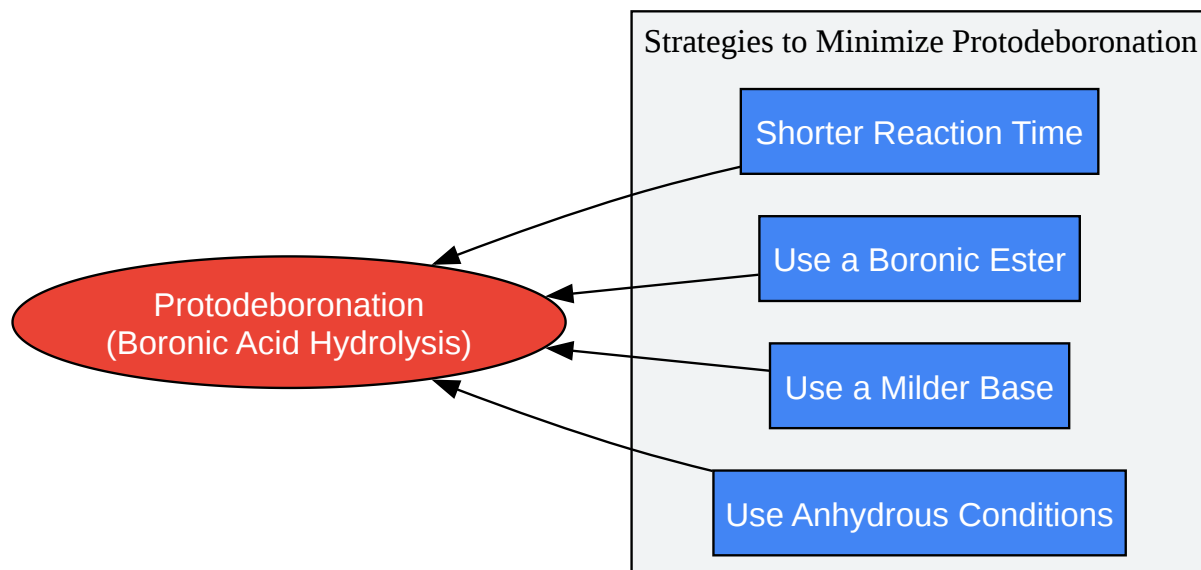 Strategies to Minimize Protodeboronation
Shorter Reaction Time
Use a Boronic Ester
Protodeboronation
(Boronic Acid Hydrolysis)
Use a Milder Base
Use Anhydrous Conditions